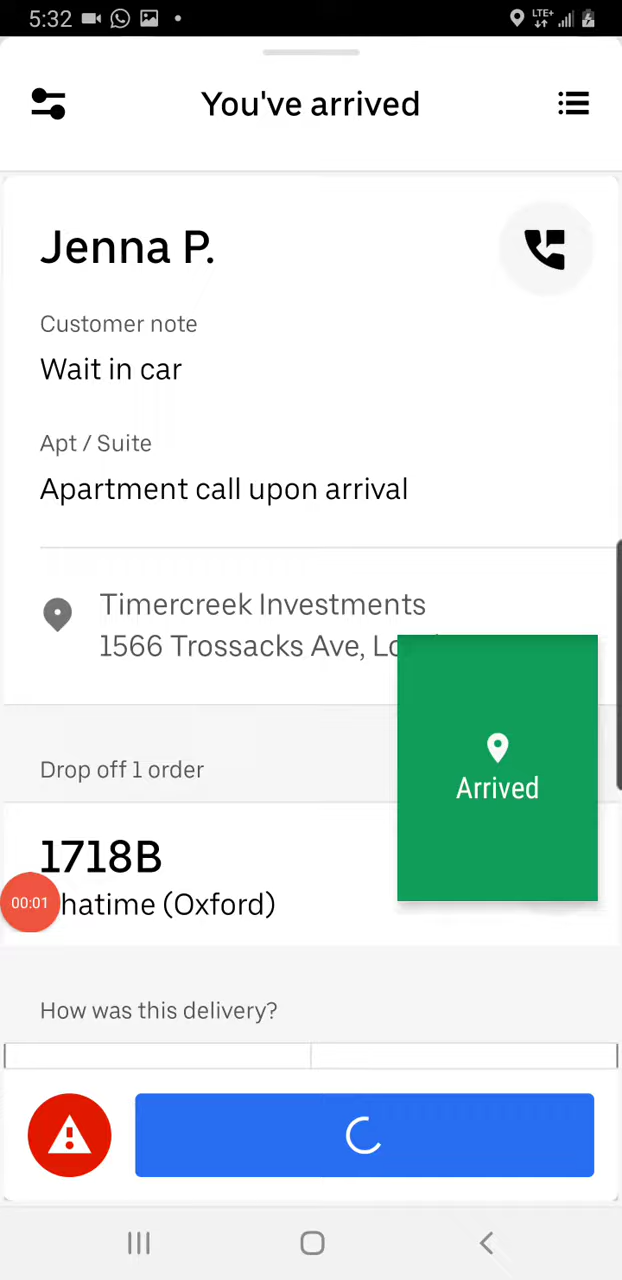 5:32 LTE+
You've arrived
Jenna P.
Customer note
Wait in car
Apt / Suite
Apartment call upon arrival
Timercreek Investments
1566 Trossacks Ave,
Arrived
Drop off 1 order
1718B
00:01
hatime (Oxford)
How was this delivery?